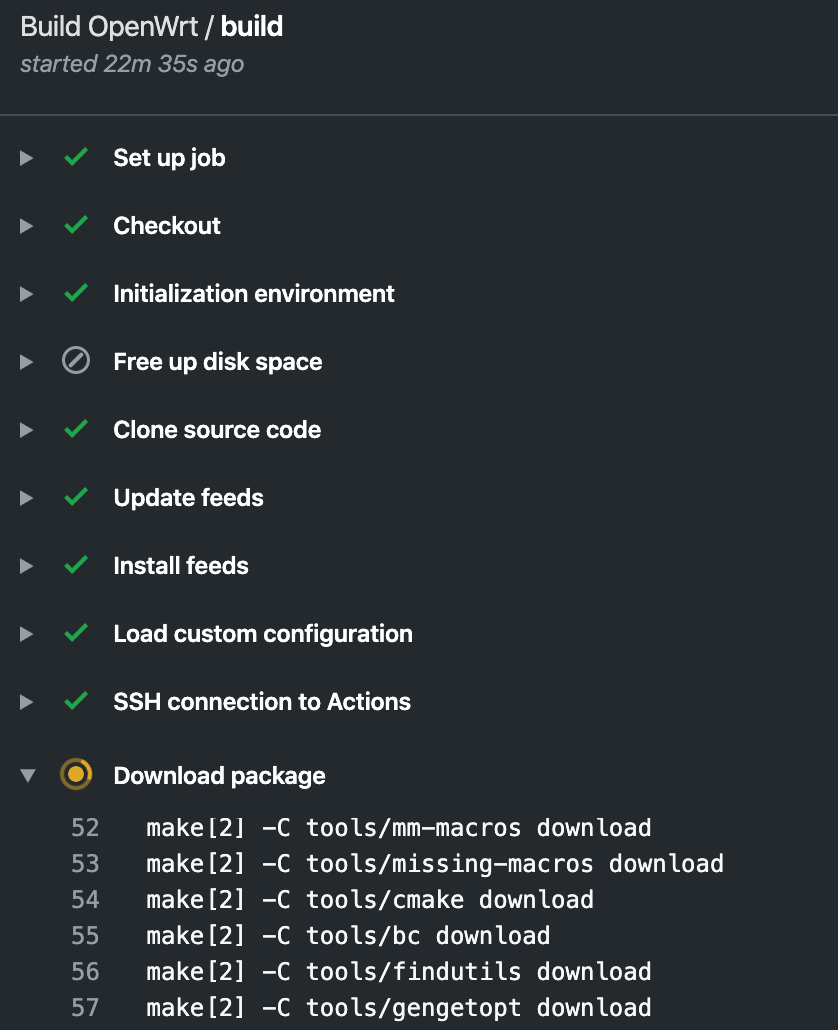 Build OpenWrt / build
started 22m 35s ago
Set up job
Checkout
Initialization environment
Free up disk space
Clone source code
Update feeds
Install feeds
Load custom configuration
SSH connection to Actions
Download package
52 make[2] -C tools/mm-macros download
53 make[2] -C tools/missing-macros download
54 make[2] -C tools/cmake download
55 make[2] -C tools/bc download
56 make[2] -C tools/findutils download
57 make[2] -C tools/gengetopt download